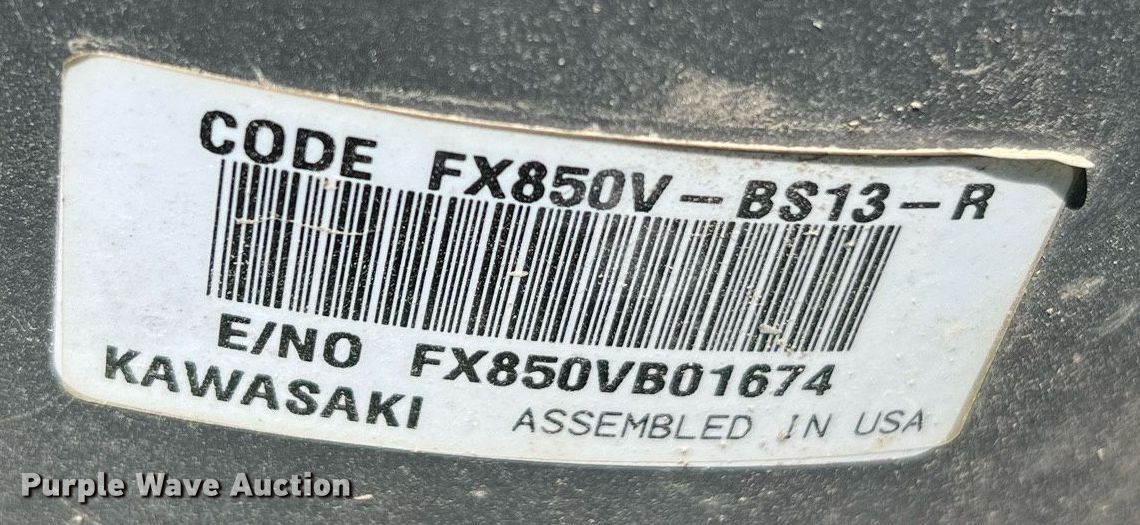 CODE FX850V-BS13-R
E/NO FX850VB01674
KAWASAKI ASSEMBLED IN USA
Purple Wave Auction